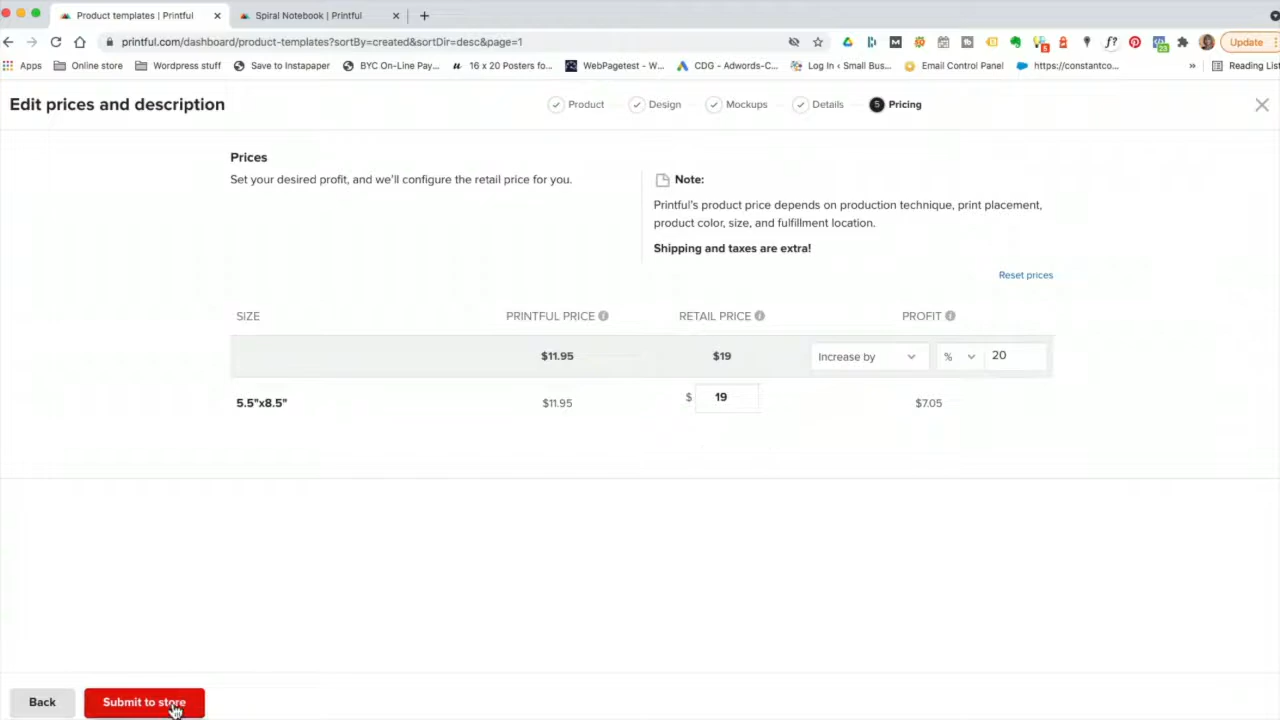 Product templates | Printful
Spiral Notebook | Printful
printful.com/dashboard/product-templates?sortBy=created&sortDir=desc&page=1
Update
Apps
Online store
Wordpress stuff
Save to Instapaper
BYC On-Line Pay...
16 x 20 Posters fo...
WebPagetest - W...
CDG - Adwords-C...
Log In ‹ Small Bus...
Email Control Panel
https://constantco...
»
Reading List
Edit prices and description
Product
Design
Mockups
Details
5 Pricing
Prices
Set your desired profit, and we'll configure the retail price for you.
Note:
Printful's product price depends on production technique, print placement,
product color, size, and fulfillment location.
Shipping and taxes are extra!
Reset prices
SIZE PRINTFUL PRICE RETAIL PRICE PROFIT
$11.95 $19 Increase by % 20
5.5"x8.5" $11.95 $ 19 $7.05
Back
Submit to store